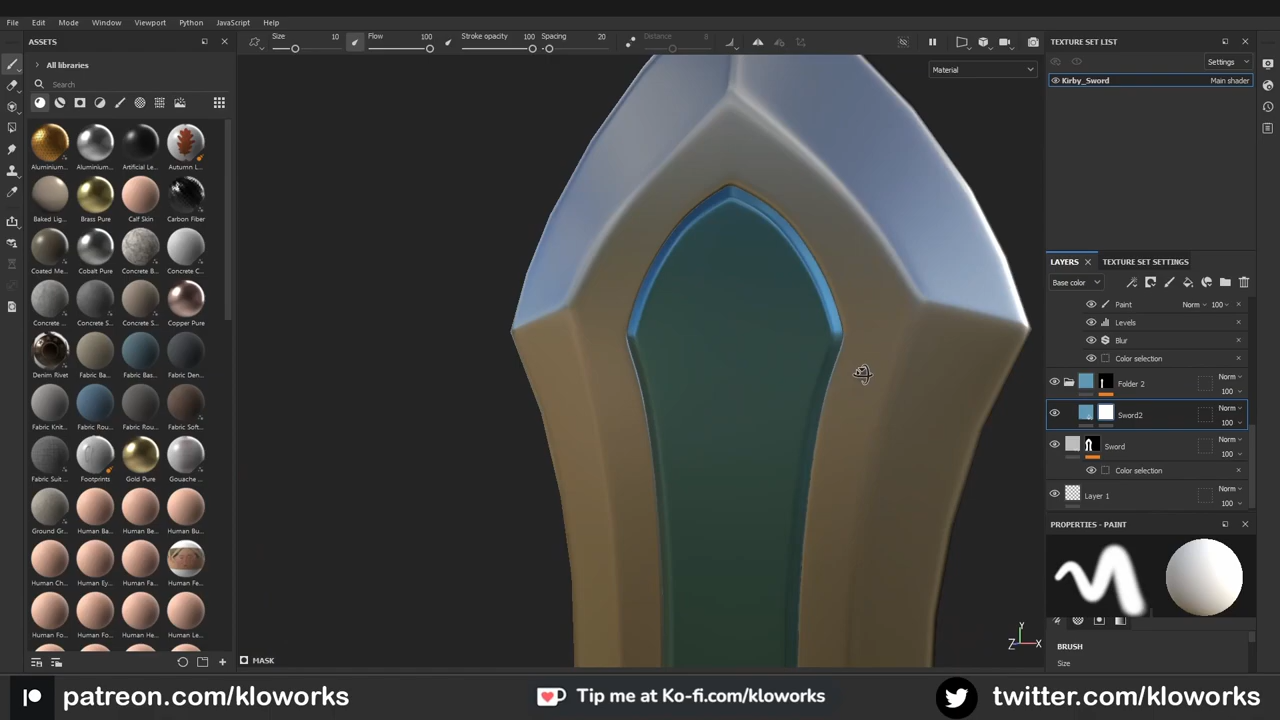 File Edit Mode Window Viewport Python JavaScript Help
ASSETS
All libraries
Search
Aluminium... Aluminium... Artificial Le... Autumn L...
Baked Lig... Brass Pure Calf Skin Carbon Fiber
Coated Me... Cobalt Pure Concrete B... Concrete C...
Concrete ... Concrete S... Concrete S... Copper Pure
Denim Rivet Fabric Bas... Fabric Bas... Fabric Den...
Fabric Knit... Fabric Rou... Fabric Rou... Fabric Soft...
Fabric Suit ... Footprints Gold Pure Gouache ...
Ground Gr... Human Ba... Human Be... Human Bu...
Human Ch... Human Ey... Human Fa... Human Fe...
Human Fo... Human Fo... Human He... Human Le...
Size 10 Flow 100 Stroke opacity 100 Spacing 20 Distance 8
Material
MASK
Y
Z X
TEXTURE SET LIST
Settings
Kirby_Sword Main shader
LAYERS TEXTURE SET SETTINGS
Base color
Paint Norm 100
Levels
Blur
Color selection
Folder 2 Norm 100
Sword2 Norm 100
Sword Norm 100
Color selection
Layer 1 Norm 100
PROPERTIES - PAINT
BRUSH
Size
patreon.com/kloworks
Tip me at Ko-fi.com/kloworks
twitter.com/kloworks